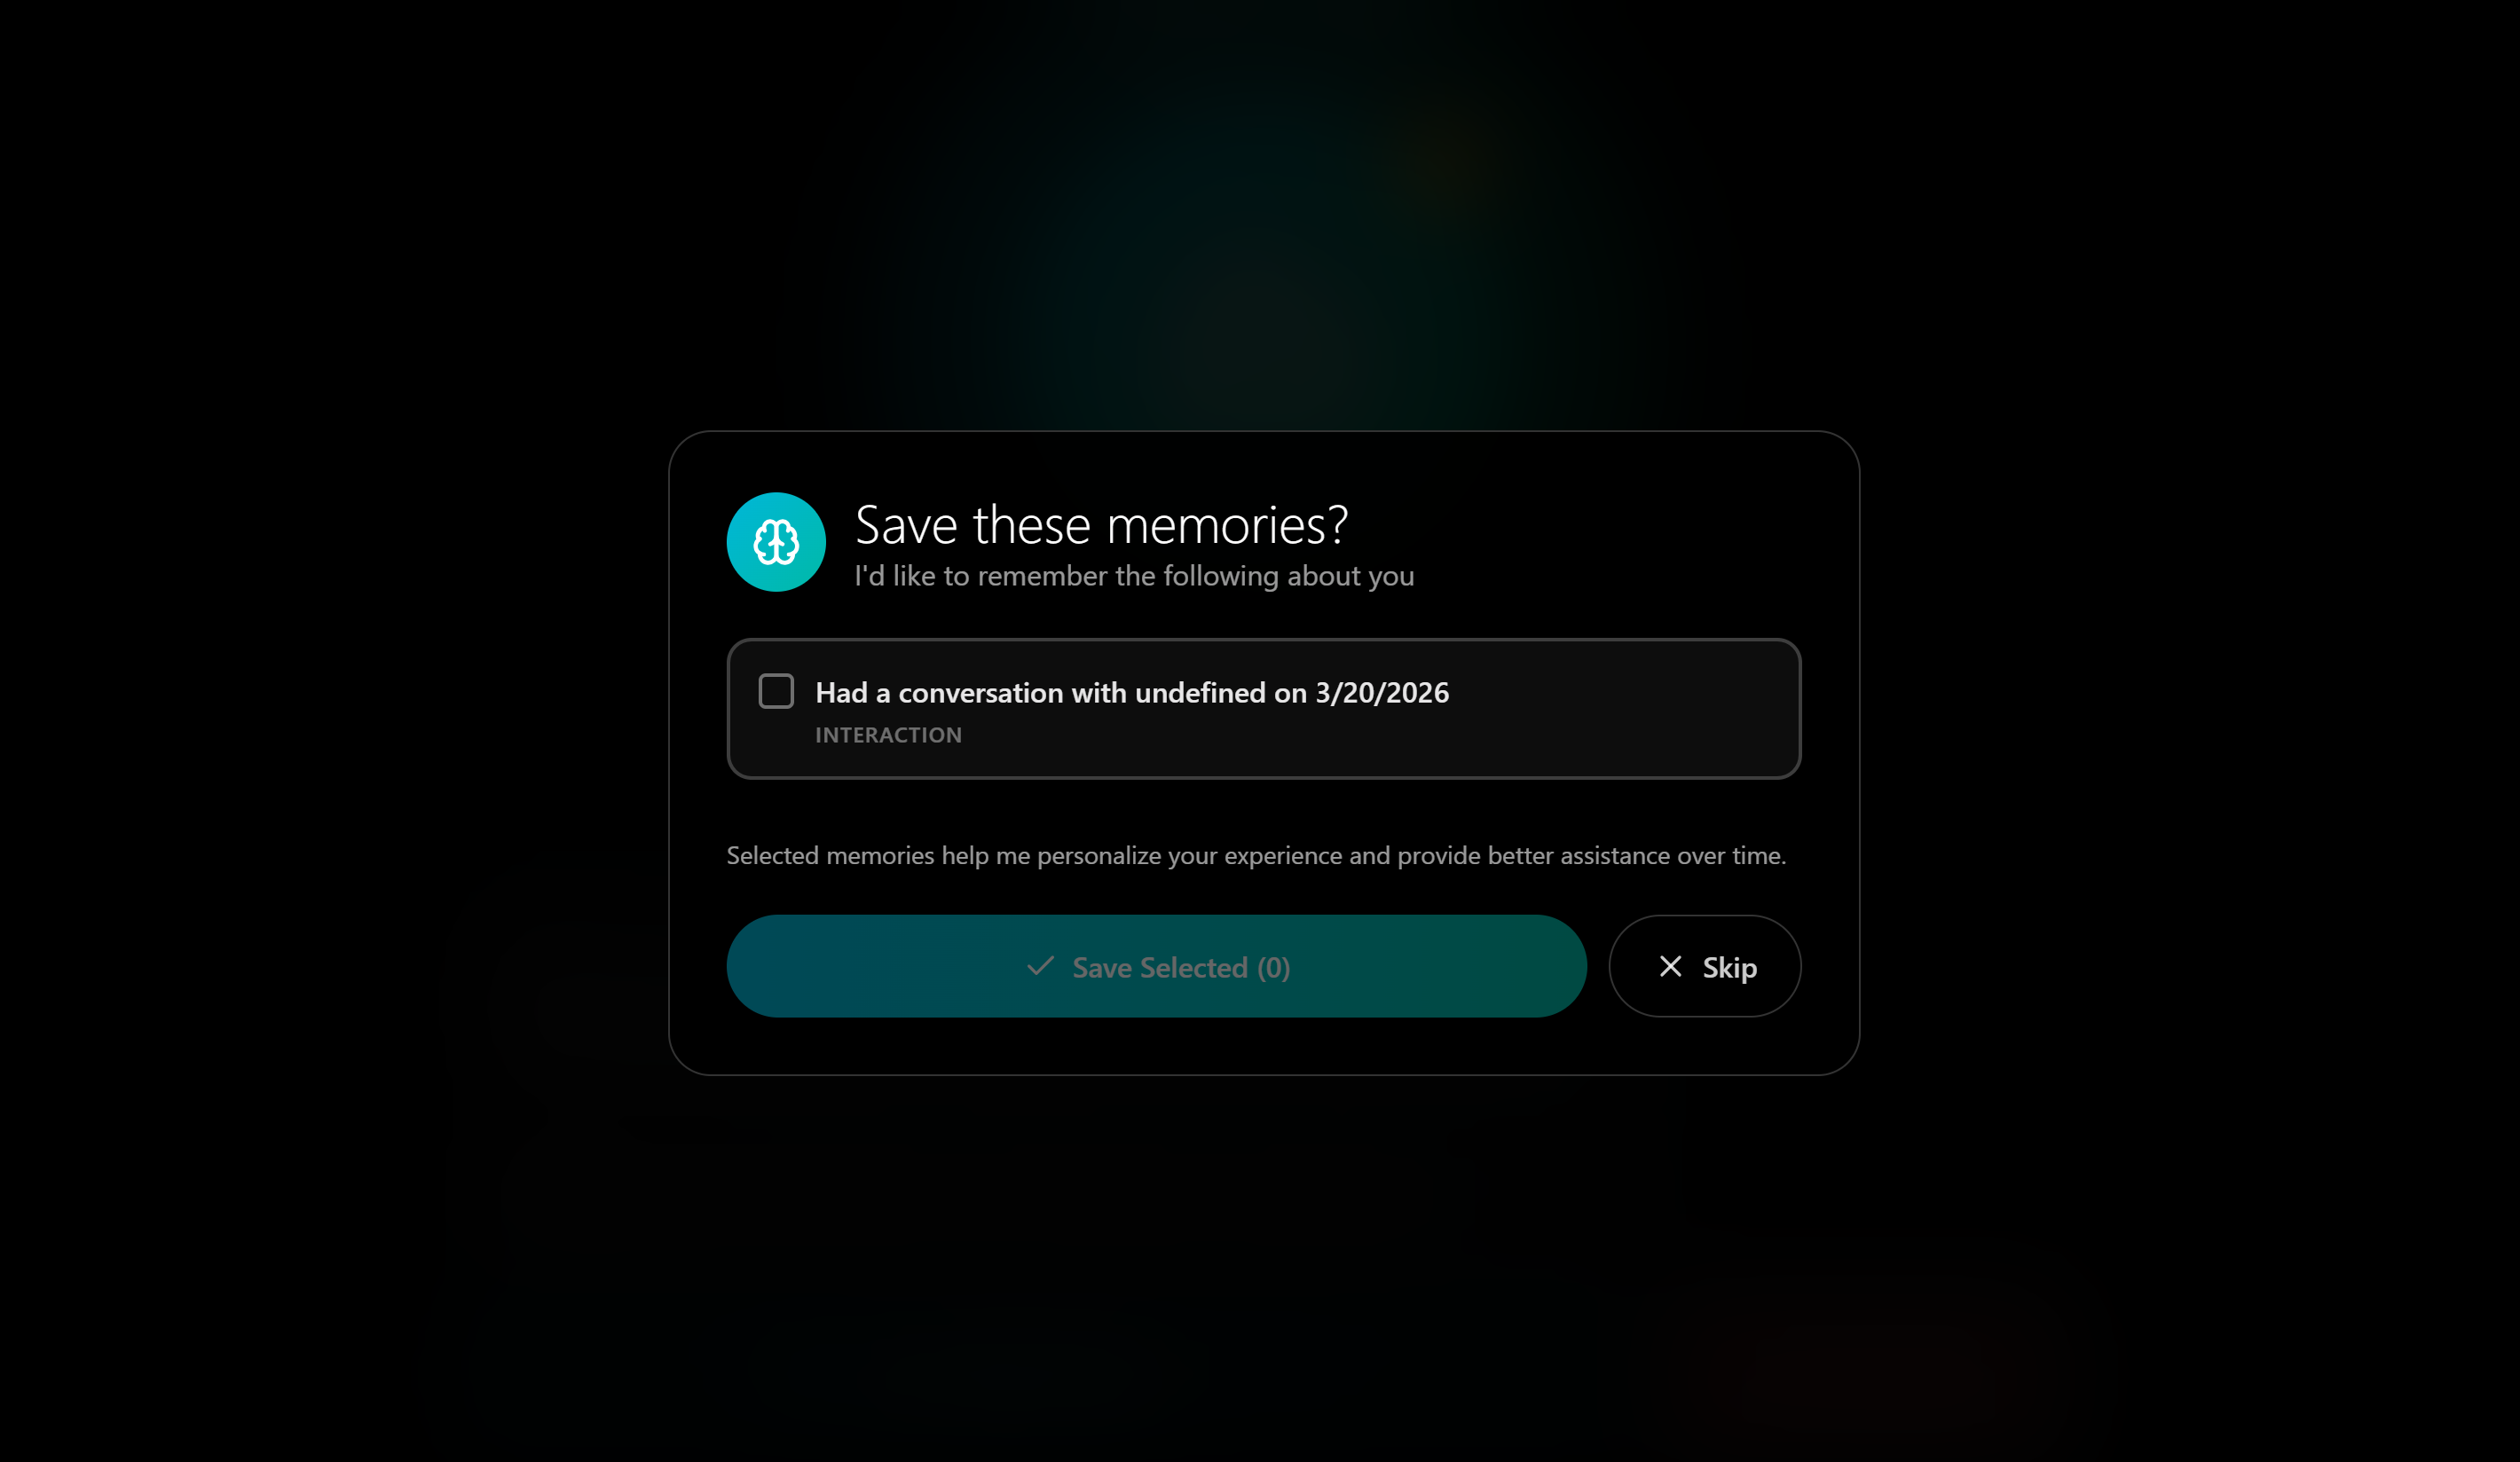 Save these memories?
I'd like to remember the following about you
Had a conversation with undefined on 3/20/2026
INTERACTION
Selected memories help me personalize your experience and provide better assistance over time.
Save Selected (0)
Skip